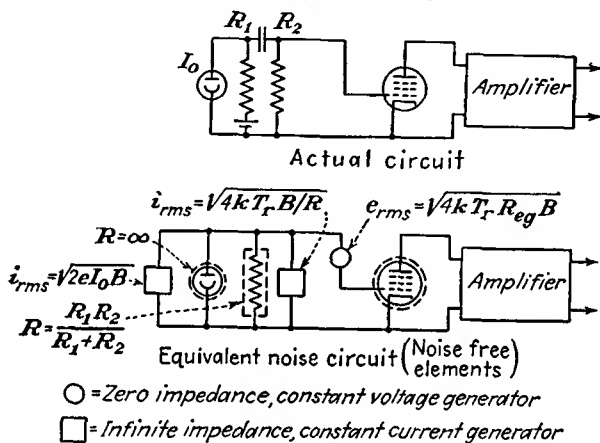 R₁ R₂
I₀
Amplifier
Actual circuit
i_rms=√4kT_rB/R
e_rms=√4kT_r R_eg B
R=∞
i_rms=√2eI₀B
Amplifier
R=R₁R₂/R₁+R₂
Equivalent noise circuit (Noise free elements)
○=Zero impedance, constant voltage generator
□=Infinite impedance, constant current generator